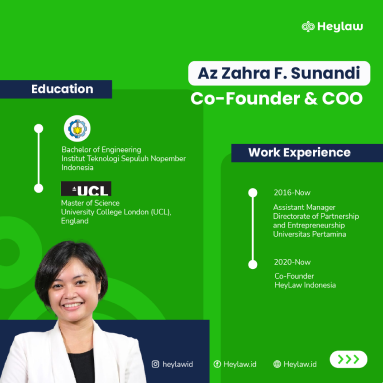 Heylaw
Az Zahra F. Sunandi
Co-Founder & COO
Education
Bachelor of Engineering
Institut Teknologi Sepuluh Nopember
Indonesia
UCL
Master of Science
University College London (UCL),
England
Work Experience
2016-Now
Assistant Manager
Directorate of Partnership
and Entrepreneurship
Universitas Pertamina
2020-Now
Co-Founder
HeyLaw Indonesia
heylawid
Heylaw.id
Heylaw.id